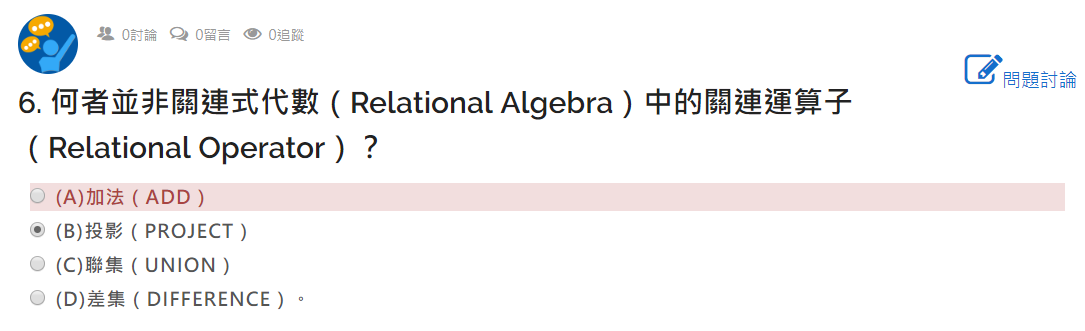 0討論 0留言 0追蹤
問題討論
6. 何者並非關連式代數（Relational Algebra）中的關連運算子
（Relational Operator）？
(A)加法（ADD）
(B)投影（PROJECT）
(C)聯集（UNION）
(D)差集（DIFFERENCE）。